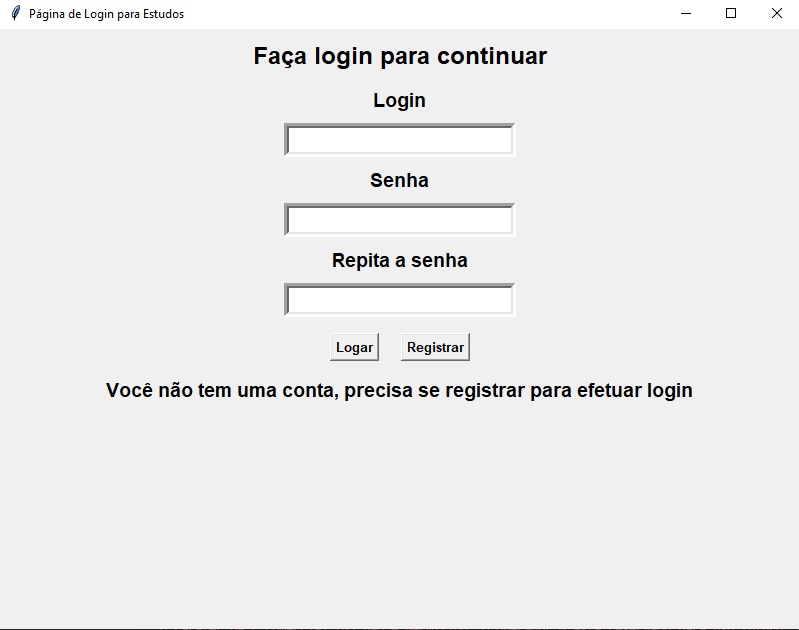 Página de Login para Estudos
Faça login para continuar
Login
Senha
Repita a senha
Logar Registrar
Você não tem uma conta, precisa se registrar para efetuar login